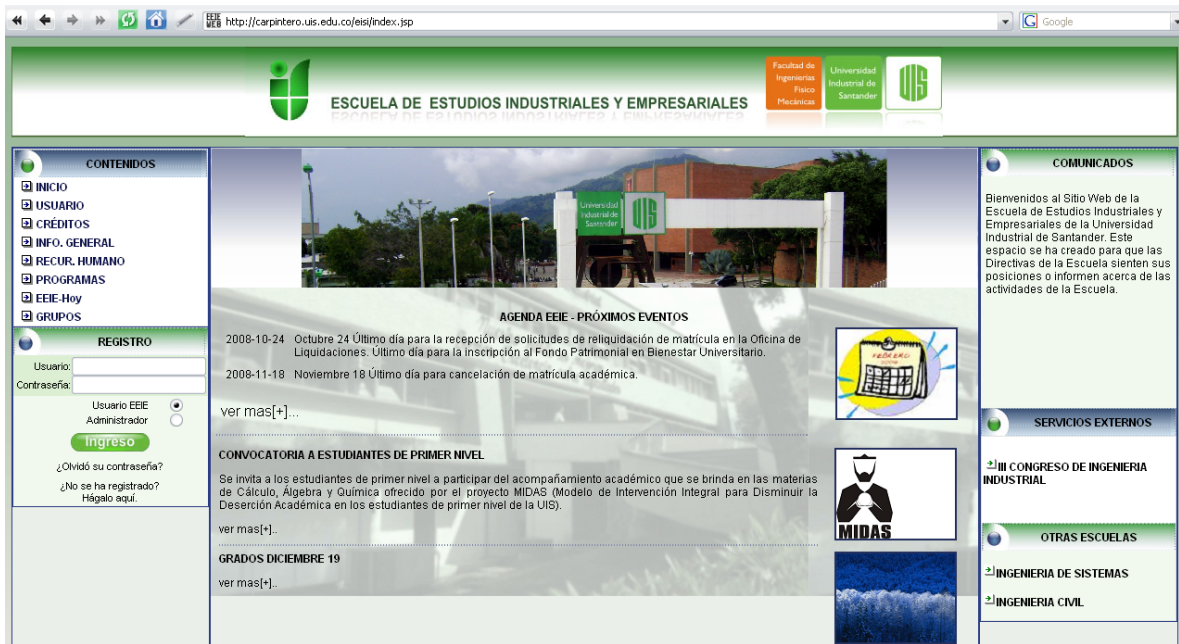 EEIE
WEB
http://carpintero.uis.edu.co/eisi/index.jsp
G Google
ESCUELA DE ESTUDIOS INDUSTRIALES Y EMPRESARIALES
Facultad de
Ingenierías
Físico
Mecánicas
Universidad
Industrial de
Santander
UIS
CONTENIDOS
INICIO
USUARIO
CRÉDITOS
INFO. GENERAL
RECUR. HUMANO
PROGRAMAS
EEIE-Hoy
GRUPOS
REGISTRO
Usuario:
Contraseña:
Usuario EEIE
Administrador
Ingreso
¿Olvidó su contraseña?
¿No se ha registrado?
Hágalo aquí.
Universidad
Industrial de
Santander
UIS
AGENDA EEIE - PRÓXIMOS EVENTOS
2008-10-24 Octubre 24 Último día para la recepción de solicitudes de reliquidación de matrícula en la Oficina de
Liquidaciones. Último día para la inscripción al Fondo Patrimonial en Bienestar Universitario.
2008-11-18 Noviembre 18 Último día para cancelación de matrícula académica.
ver mas[+]...
FEBRERO
CONVOCATORIA A ESTUDIANTES DE PRIMER NIVEL
Se invita a los estudiantes de primer nivel a participar del acompañamiento académico que se brinda en las materias
de Cálculo, Álgebra y Química ofrecido por el proyecto MIDAS (Modelo de Intervención Integral para Disminuir la
Deserción Académica en los estudiantes de primer nivel de la UIS).
ver mas[+]..
MIDAS
GRADOS DICIEMBRE 19
ver mas[+]..
COMUNICADOS
Bienvenidos al Sitio Web de la
Escuela de Estudios Industriales y
Empresariales de la Universidad
Industrial de Santander. Este
espacio se ha creado para que las
Directivas de la Escuela sienten sus
posiciones o informen acerca de las
actividades de la Escuela.
SERVICIOS EXTERNOS
III CONGRESO DE INGENIERIA
INDUSTRIAL
OTRAS ESCUELAS
INGENIERIA DE SISTEMAS
INGENIERIA CIVIL